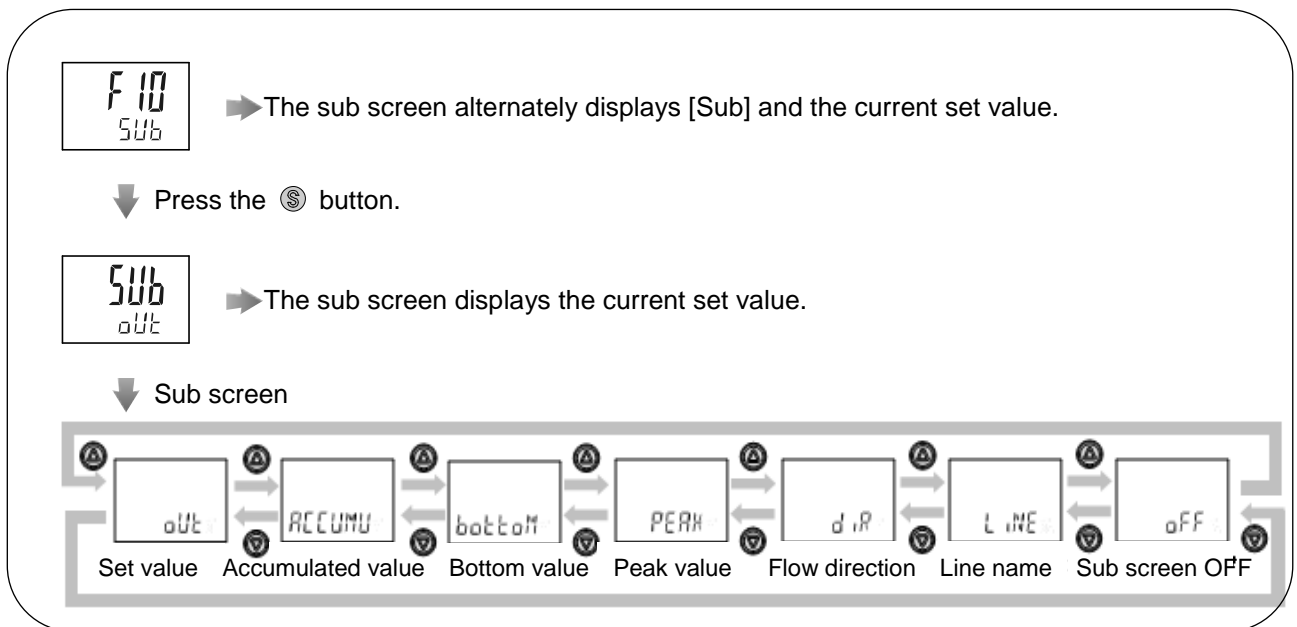 F 10
SUb
The sub screen alternately displays [Sub] and the current set value.
Press the Ⓢ button.
SUb
oUt
The sub screen displays the current set value.
Sub screen
oUt ACCUMU bottoM PEAK diR LiNE oFF
Set value Accumulated value Bottom value Peak value Flow direction Line name Sub screen OFF